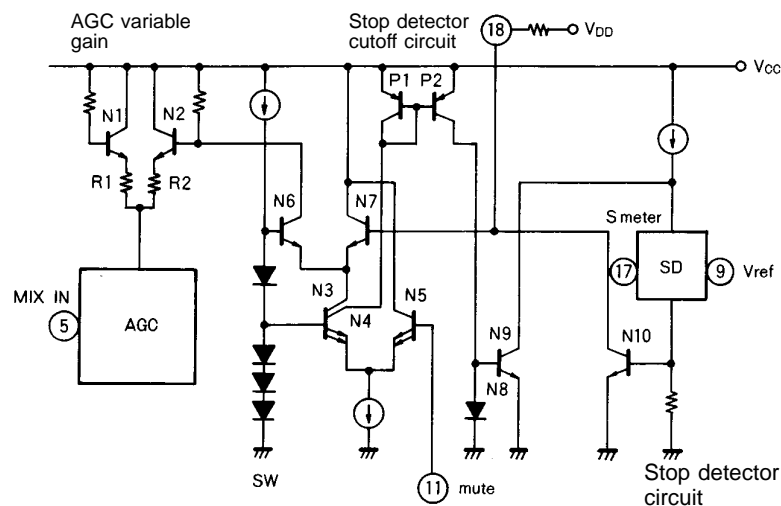 AGC variable
gain
Stop detector
cutoff circuit
18
VDD
VCC
P1 P2
N1 N2
R1 R2
N6 N7
S meter
17 SD 9 Vref
MIX IN
5 AGC
N3
N4
N5
N9
N8
N10
SW
11 mute
Stop detector
circuit